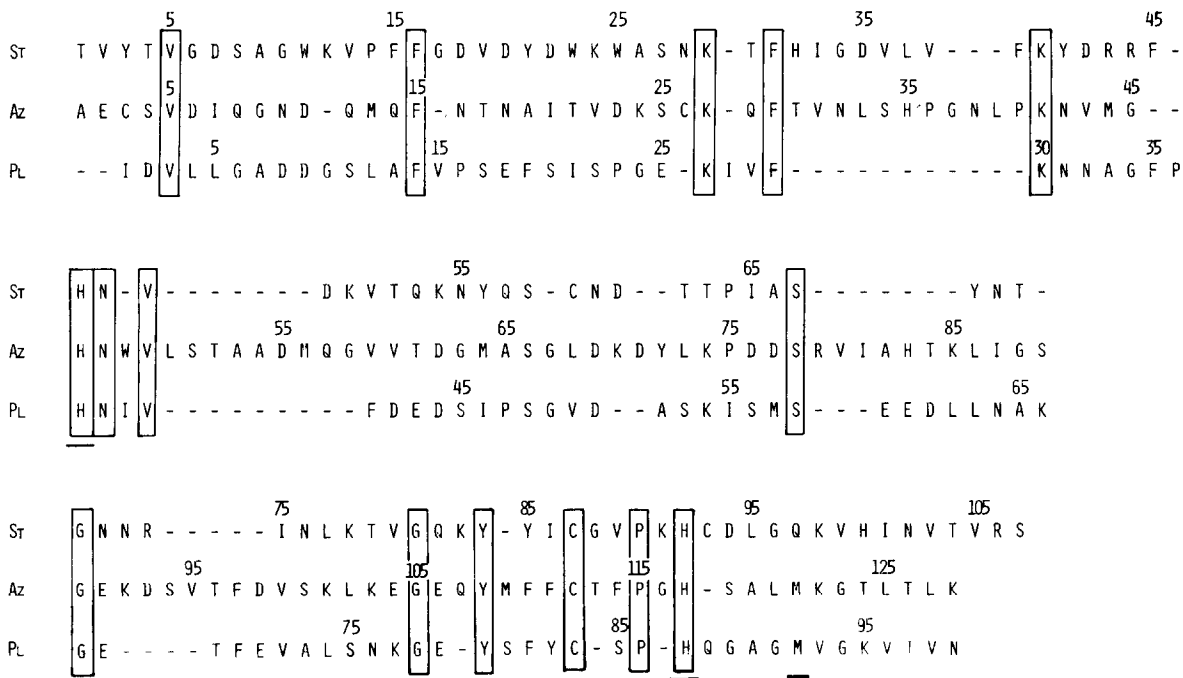 5 15 25 35 45
ST T V Y T V G D S A G W K V P F F G D V D Y D W K W A S N K - T F H I G D V L V - - - F K Y D R R F -
5 15 25 35 45
AZ A E C S V D I Q G N D - Q M Q F - N T N A I T V D K S C K - Q F T V N L S H P G N L P K N V M G - -
5 15 25 30 35
PL - - I D V L L G A D D G S L A F V P S E F S I S P G E - K I V F - - - - - - - - - - - K N N A G F P
55 65
ST H N - V - - - - - - - D K V T Q K N Y Q S - C N D - - T T P I A S - - - - - - - Y N T -
55 65 75 85
AZ H N W V L S T A A D M Q G V V T D G M A S G L D K D Y L K P D D S R V I A H T K L I G S
45 55 65
PL H N I V - - - - - - - - - F D E D S I P S G V D - - A S K I S M S - - - E E D L L N A K
75 85 95 105
ST G N N R - - - - - I N L K T V G Q K Y - Y I C G V P K H C D L G Q K V H I N V T V R S
95 105 115 125
AZ G E K D S V T F D V S K L K E G E Q Y M F F C T F P G H - S A L M K G T L T L K
75 85 95
PL G E - - - - T F E V A L S N K G E - Y S F Y C - S P - H Q G A G M V G K V I V N